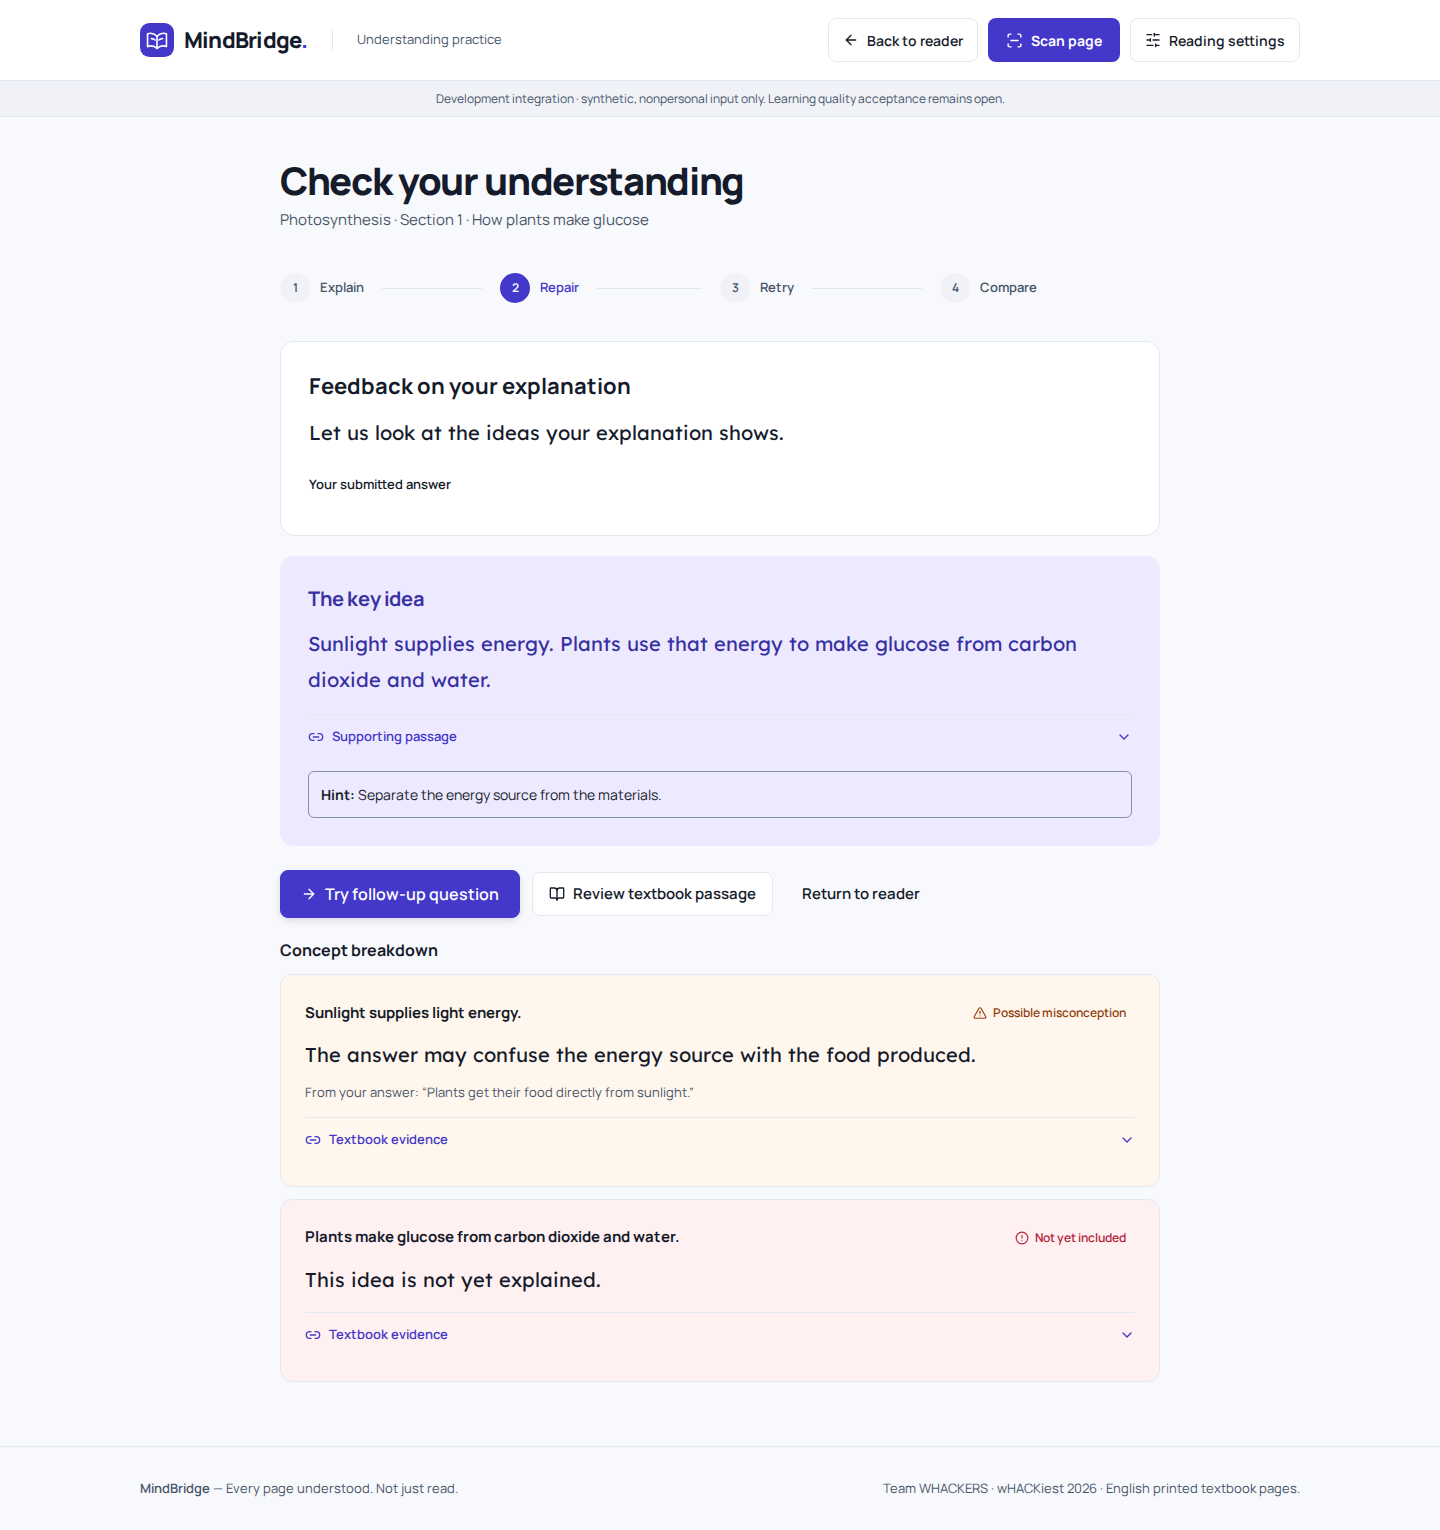 MindBridge.
Understanding practice
Back to reader
Scan page
Reading settings
Development integration · synthetic, nonpersonal input only. Learning quality acceptance remains open.
Check your understanding
Photosynthesis · Section 1 · How plants make glucose
1 Explain
2 Repair
3 Retry
4 Compare
Feedback on your explanation
Let us look at the ideas your explanation shows.
Your submitted answer
The key idea
Sunlight supplies energy. Plants use that energy to make glucose from carbon
dioxide and water.
Supporting passage
Hint: Separate the energy source from the materials.
Try follow-up question
Review textbook passage
Return to reader
Concept breakdown
Sunlight supplies light energy.
Possible misconception
The answer may confuse the energy source with the food produced.
From your answer: “Plants get their food directly from sunlight.”
Textbook evidence
Plants make glucose from carbon dioxide and water.
Not yet included
This idea is not yet explained.
Textbook evidence
MindBridge — Every page understood. Not just read.
Team WHACKERS · wHACKiest 2026 · English printed textbook pages.